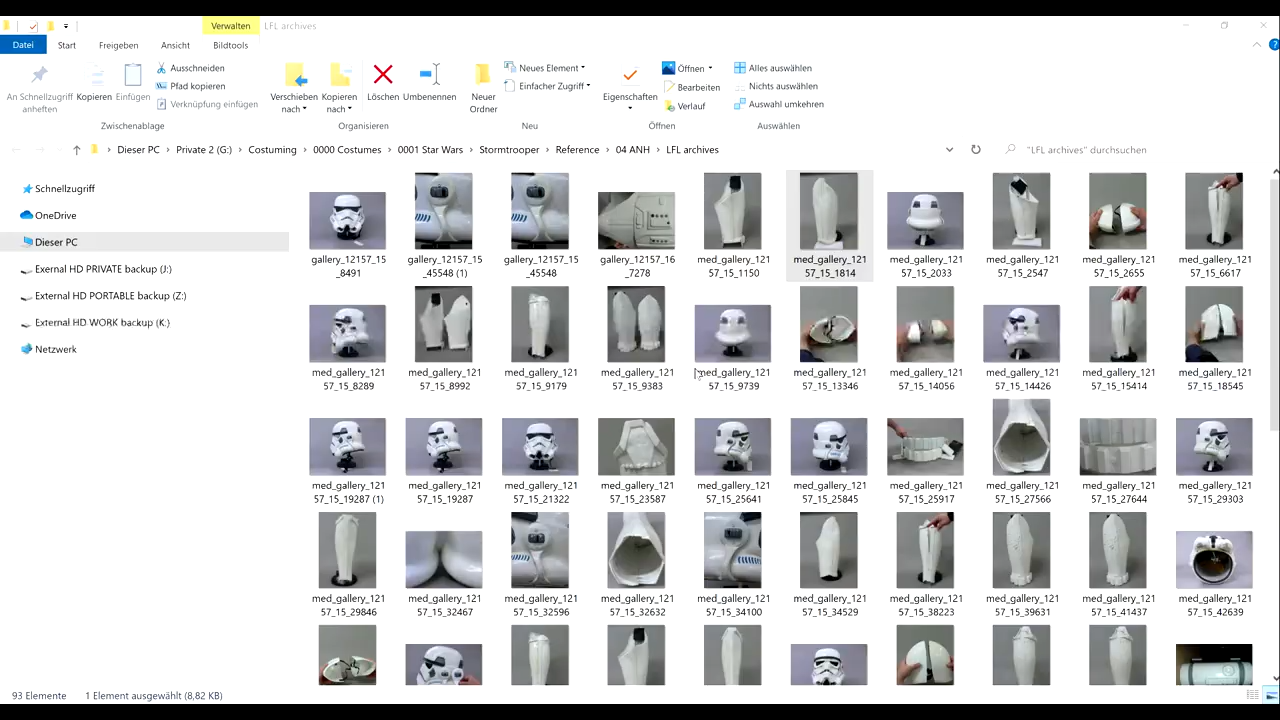 Verwalten LFL archives
Datei Start Freigeben Ansicht Bildtools
An Schnellzugriff anheften
Kopieren
Einfügen
Ausschneiden
Pfad kopieren
Verknüpfung einfügen
Verschieben nach
Kopieren nach
Löschen
Umbenennen
Neuer Ordner
Neues Element
Einfacher Zugriff
Eigenschaften
Öffnen
Bearbeiten
Verlauf
Alles auswählen
Nichts auswählen
Auswahl umkehren
Zwischenablage Organisieren Neu Öffnen Auswählen
Dieser PC > Private 2 (G:) > Costuming > 0000 Costumes > 0001 Star Wars > Stormtrooper > Reference > 04 ANH > LFL archives
"LFL archives" durchsuchen
Schnellzugriff
OneDrive
Dieser PC
Exernal HD PRIVATE backup (J:)
External HD PORTABLE backup (Z:)
External HD WORK backup (K:)
Netzwerk
gallery_12157_15_8491
gallery_12157_15_45548 (1)
gallery_12157_15_45548
gallery_12157_16_7278
med_gallery_12157_15_1150
med_gallery_12157_15_1814
med_gallery_12157_15_2033
med_gallery_12157_15_2547
med_gallery_12157_15_2655
med_gallery_12157_15_6617
med_gallery_12157_15_8289
med_gallery_12157_15_8992
med_gallery_12157_15_9179
med_gallery_12157_15_9383
med_gallery_12157_15_9739
med_gallery_12157_15_13346
med_gallery_12157_15_14056
med_gallery_12157_15_14426
med_gallery_12157_15_15414
med_gallery_12157_15_18545
med_gallery_12157_15_19287 (1)
med_gallery_12157_15_19287
med_gallery_12157_15_21322
med_gallery_12157_15_23587
med_gallery_12157_15_25641
med_gallery_12157_15_25845
med_gallery_12157_15_25917
med_gallery_12157_15_27566
med_gallery_12157_15_27644
med_gallery_12157_15_29303
med_gallery_12157_15_29846
med_gallery_12157_15_32467
med_gallery_12157_15_32596
med_gallery_12157_15_32632
med_gallery_12157_15_34100
med_gallery_12157_15_34529
med_gallery_12157_15_38223
med_gallery_12157_15_39631
med_gallery_12157_15_41437
med_gallery_12157_15_42639
93 Elemente 1 Element ausgewählt (8,82 KB)